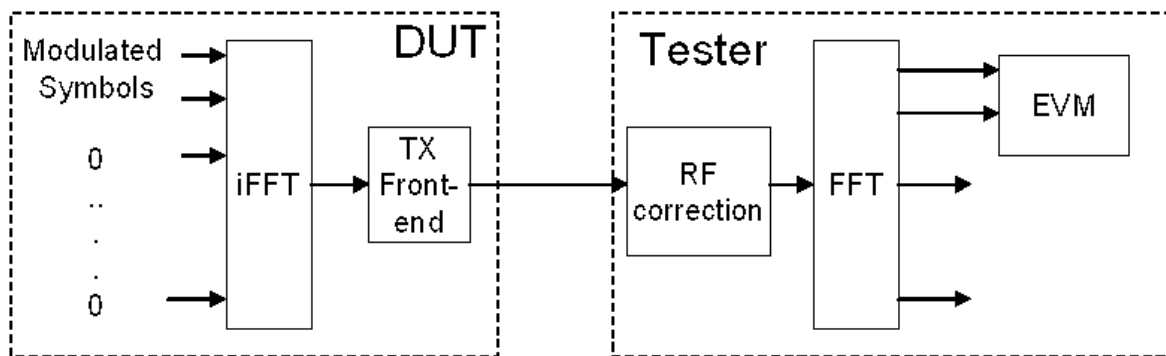 DUT
Modulated
Symbols
0
..
.
.
0
iFFT
TX
Front-
end
Tester
RF
correction
FFT
EVM